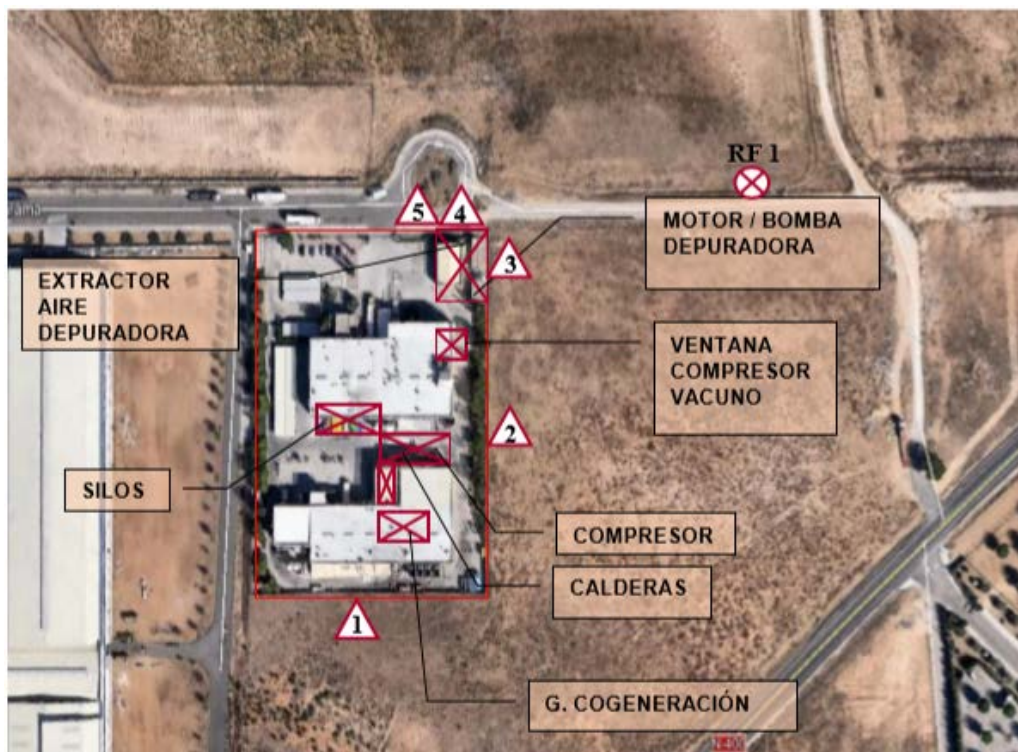 RF 1
5
4
MOTOR / BOMBA
DEPURADORA
3
EXTRACTOR
AIRE
DEPURADORA
VENTANA
COMPRESOR
VACUNO
2
SILOS
COMPRESOR
CALDERAS
1
G. COGENERACIÓN